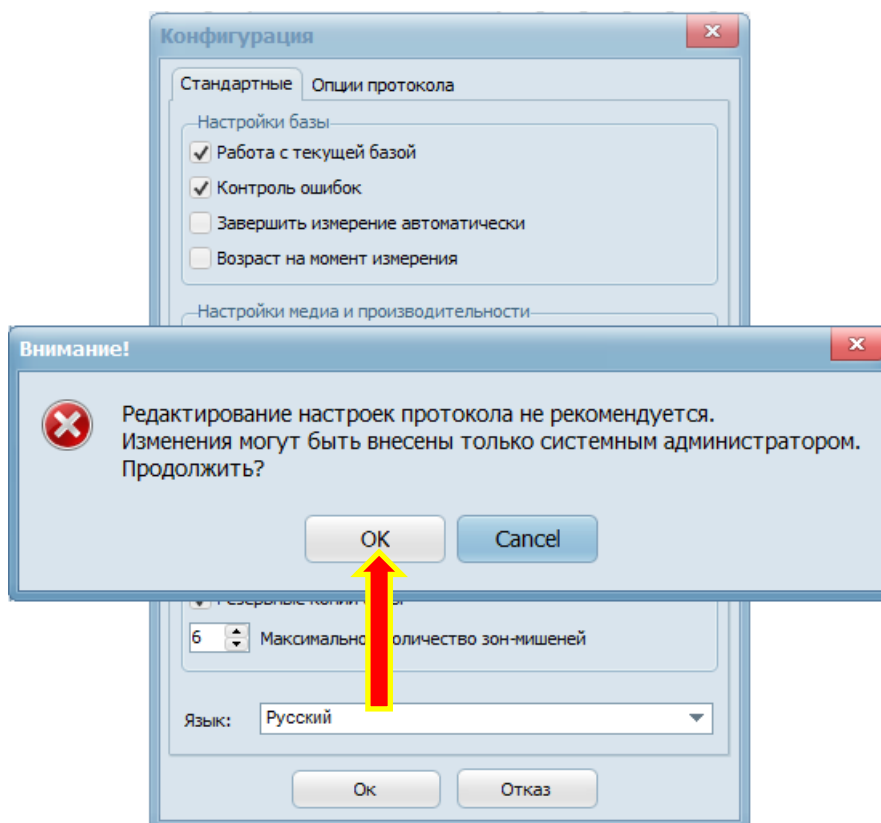 Конфигурация
Стандартные Опции протокола
Настройки базы
Работа с текущей базой
Контроль ошибок
Завершить измерение автоматически
Возраст на момент измерения
Настройки медиа и производительности
Внимание!
Редактирование настроек протокола не рекомендуется.
Изменения могут быть внесены только системным администратором.
Продолжить?
OK Cancel
6 Максимальное количество зон-мишеней
Язык: Русский
Ок Отказ